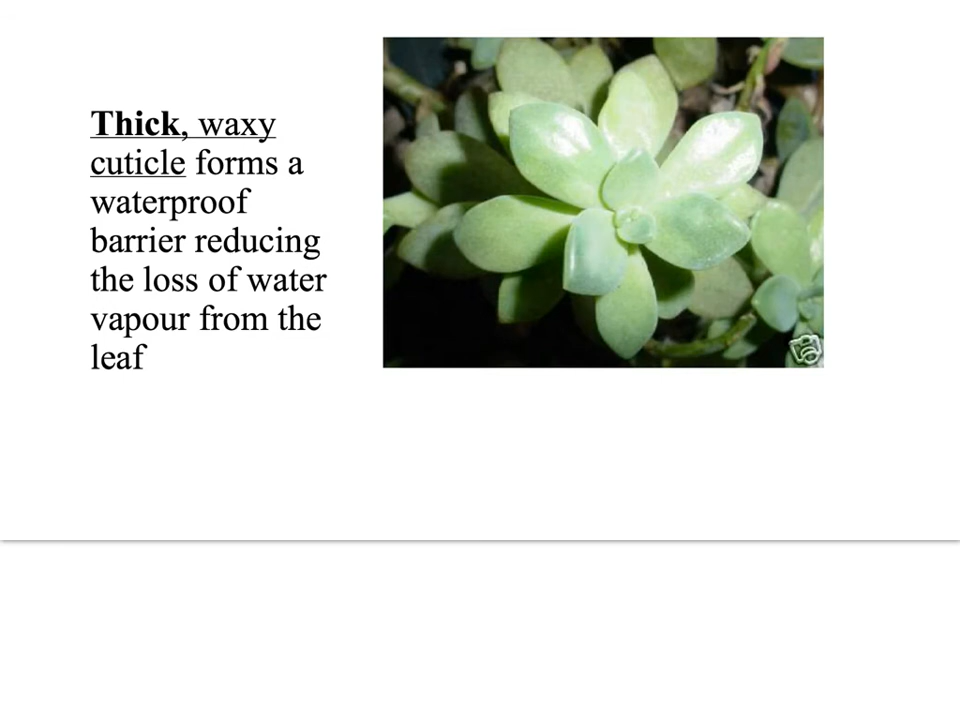 Thick, waxy
cuticle forms a
waterproof
barrier reducing
the loss of water
vapour from the
leaf